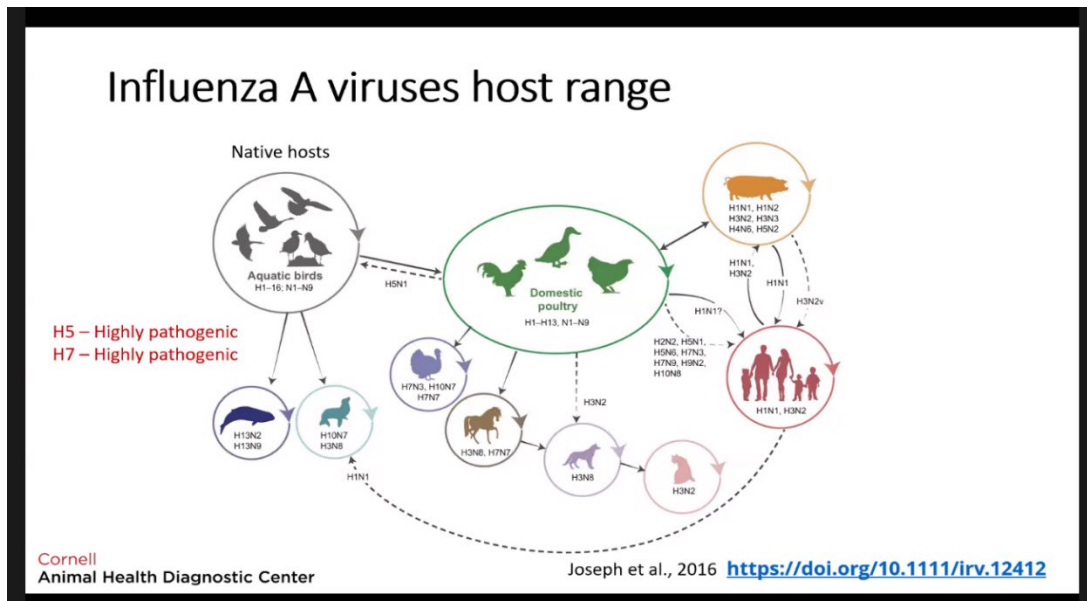 Influenza A viruses host range
Native hosts
Aquatic birds
H1–16; N1–N9
H5N1
Domestic
poultry
H1–H13, N1–N9
H1N1, H1N2
H3N2, H3N3
H4N6, H5N2
H1N1,
H3N2
H1N1
H3N2v
H1N1?
H2N2, H5N1,
H5N6, H7N3,
H7N9, H9N2,
H10N8
H1N1, H3N2
H5 – Highly pathogenic
H7 – Highly pathogenic
H7N3, H10N7
H7N7
H3N2
H13N2
H13N9
H10N7
H3N8
H3N8, H7N7
H3N8
H3N2
H1N1
Cornell
Animal Health Diagnostic Center
Joseph et al., 2016 https://doi.org/10.1111/irv.12412